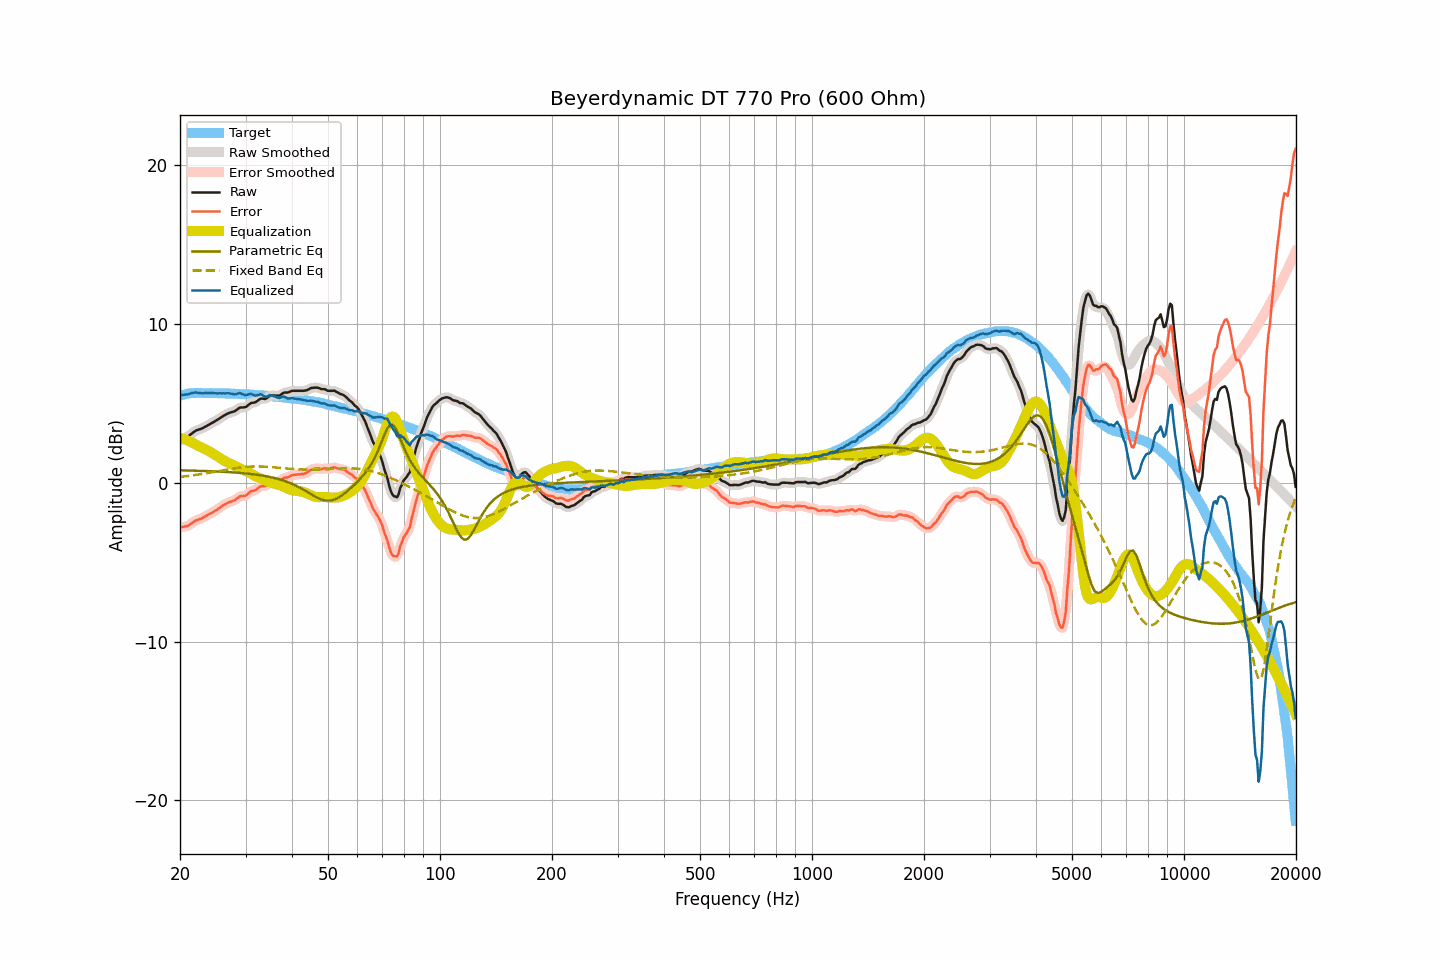 Beyerdynamic DT 770 Pro (600 Ohm)
Target
Raw Smoothed
Error Smoothed
Raw
Error
Equalization
Parametric Eq
Fixed Band Eq
Equalized
Amplitude (dBr)
20
10
0
−10
−20
20 50 100 200 500 1000 2000 5000 10000 20000
Frequency (Hz)